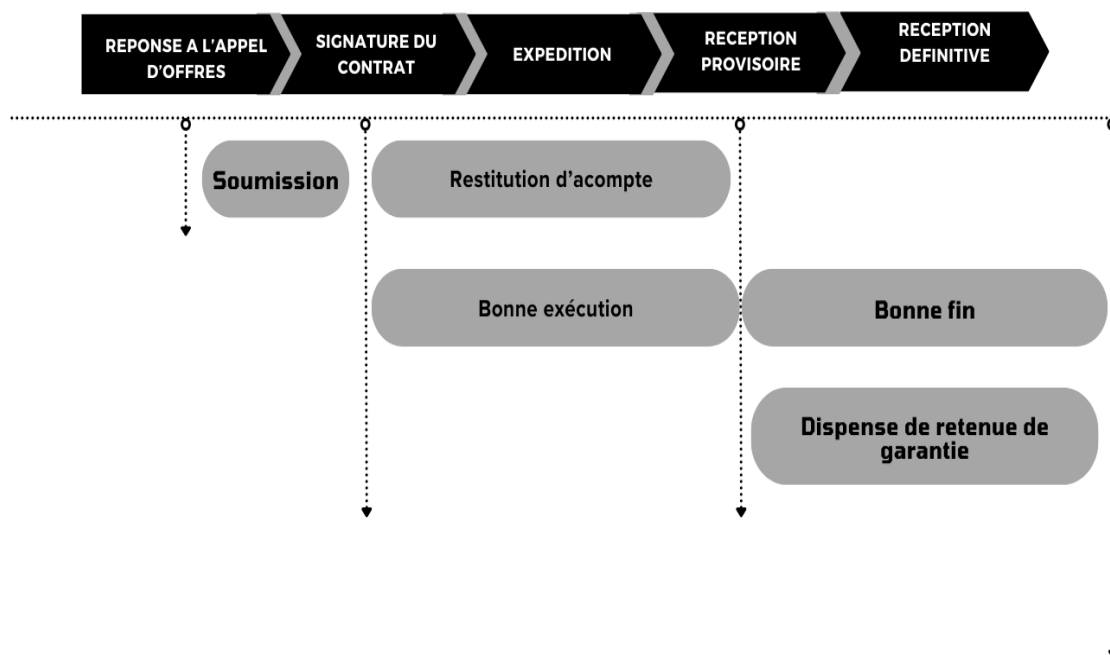 REPONSE A L'APPEL
D'OFFRES
SIGNATURE DU
CONTRAT
EXPEDITION
RECEPTION
PROVISOIRE
RECEPTION
DEFINITIVE
Soumission
Restitution d'acompte
Bonne exécution
Bonne fin
Dispense de retenue de
garantie